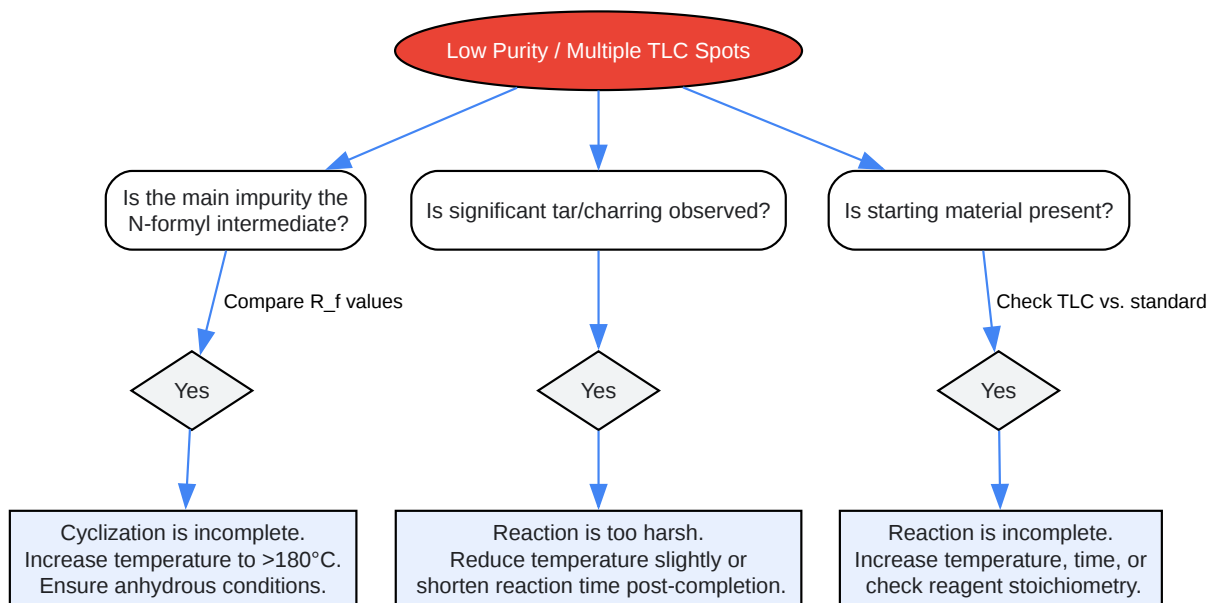 Low Purity / Multiple TLC Spots
Is the main impurity the
N-formyl intermediate?
Is significant tar/charring observed?
Is starting material present?
Compare R_f values
Check TLC vs. standard
Yes
Yes
Yes
Cyclization is incomplete.
Increase temperature to >180°C.
Ensure anhydrous conditions.
Reaction is too harsh.
Reduce temperature slightly or
shorten reaction time post-completion.
Reaction is incomplete.
Increase temperature, time, or
check reagent stoichiometry.